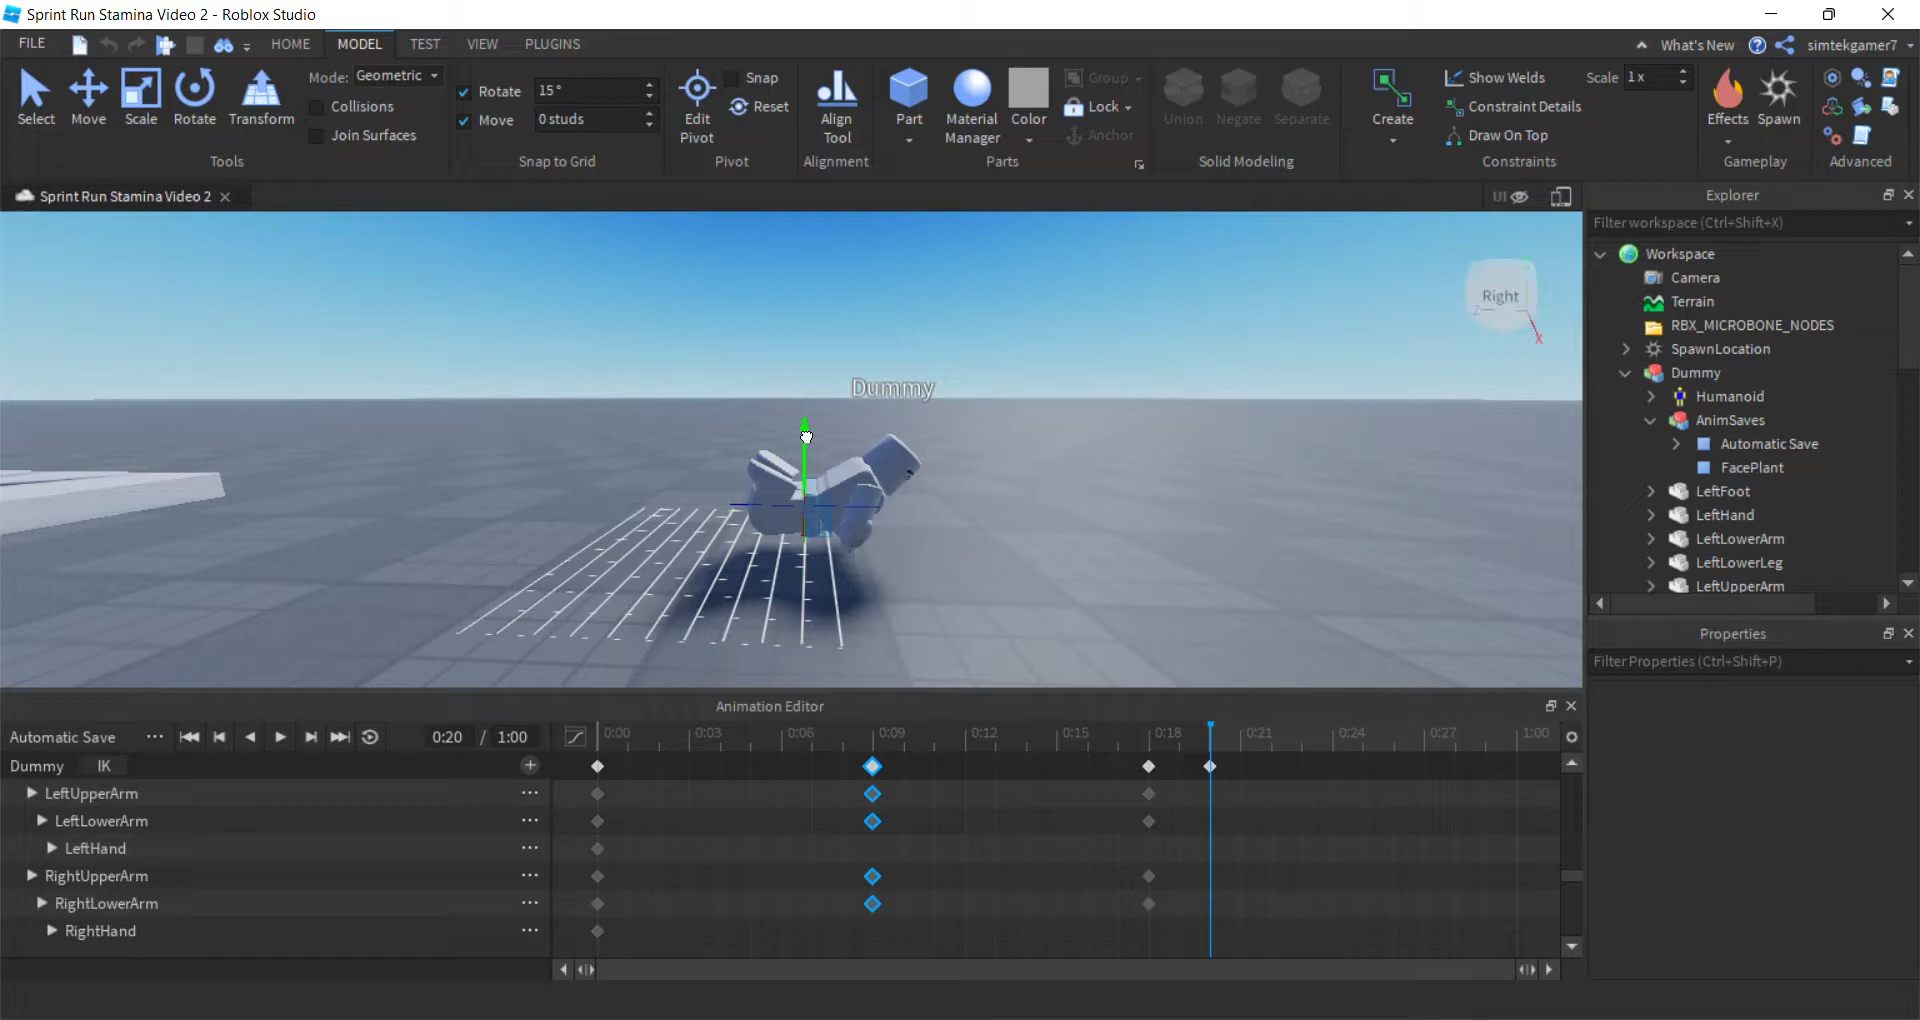 Sprint Run Stamina Video 2 - Roblox Studio
FILE HOME MODEL TEST VIEW PLUGINS What's New simtekgamer7
Select Move Scale Rotate Transform
Mode: Geometric
Collisions
Join Surfaces
Tools
Rotate 15°
Move 0 studs
Snap to Grid
Edit Pivot
Snap
Reset
Pivot
Align Tool
Alignment
Part
Material Manager
Color
Group
Lock
Anchor
Parts
Union Negate Separate
Solid Modeling
Create
Show Welds Scale 1x
Constraint Details
Draw On Top
Constraints
Effects Spawn
Gameplay
Advanced
Sprint Run Stamina Video 2
UI
Right
Z
X
Dummy
Explorer
Filter workspace (Ctrl+Shift+X)
Workspace
Camera
Terrain
RBX_MICROBONE_NODES
SpawnLocation
Dummy
Humanoid
AnimSaves
Automatic Save
FacePlant
LeftFoot
LeftHand
LeftLowerArm
LeftLowerLeg
LeftUpperArm
Properties
Filter Properties (Ctrl+Shift+P)
Animation Editor
Automatic Save ... 0:20 / 1:00 0:00 0:03 0:06 0:09 0:12 0:15 0:18 0:21 0:24 0:27 1:00
Dummy IK
LeftUpperArm ...
LeftLowerArm ...
LeftHand ...
RightUpperArm ...
RightLowerArm ...
RightHand ...